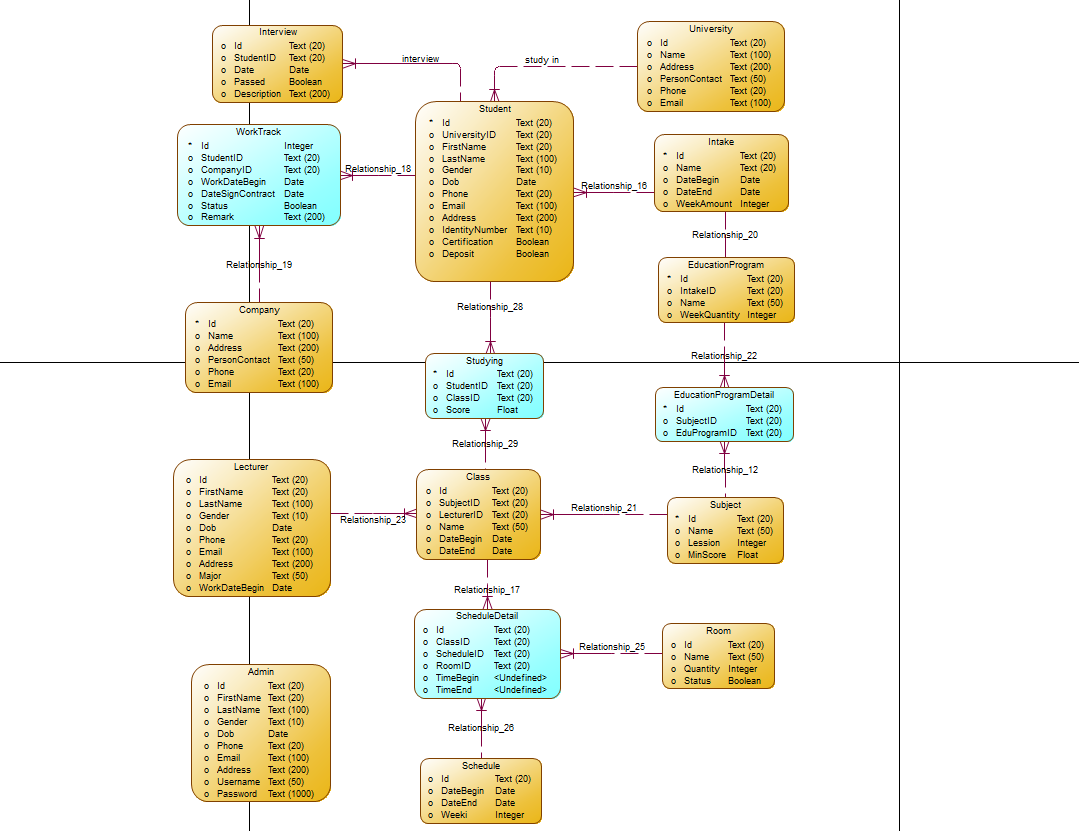 Interview
o Id Text (20)
o StudentID Text (20)
o Date Date
o Passed Boolean
o Description Text (200)
interview
study in
University
o Id Text (20)
o Name Text (100)
o Address Text (200)
o PersonContact Text (50)
o Phone Text (20)
o Email Text (100)
WorkTrack
* Id Integer
o StudentID Text (20)
o CompanyID Text (20)
o WorkDateBegin Date
o DateSignContract Date
o Status Boolean
o Remark Text (200)
Relationship_18
Student
* Id Text (20)
o UniversityID Text (20)
o FirstName Text (20)
o LastName Text (100)
o Gender Text (10)
o Dob Date
o Phone Text (20)
o Email Text (100)
o Address Text (200)
o IdentityNumber Text (10)
o Certification Boolean
o Deposit Boolean
Relationship_16
Intake
* Id Text (20)
o Name Text (20)
o DateBegin Date
o DateEnd Date
o WeekAmount Integer
Relationship_20
Relationship_19
EducationProgram
* Id Text (20)
o IntakeID Text (20)
o Name Text (50)
o WeekQuantity Integer
Company
* Id Text (20)
o Name Text (100)
o Address Text (200)
o PersonContact Text (50)
o Phone Text (20)
o Email Text (100)
Relationship_28
Relationship_22
Studying
* Id Text (20)
o StudentID Text (20)
o ClassID Text (20)
o Score Float
EducationProgramDetail
* Id Text (20)
o SubjectID Text (20)
o EduProgramID Text (20)
Relationship_29
Relationship_12
Lecturer
o Id Text (20)
o FirstName Text (20)
o LastName Text (100)
o Gender Text (10)
o Dob Date
o Phone Text (20)
o Email Text (100)
o Address Text (200)
o Major Text (50)
o WorkDateBegin Date
Relationship_23
Class
o Id Text (20)
o SubjectID Text (20)
o LecturerID Text (20)
o Name Text (50)
o DateBegin Date
o DateEnd Date
Relationship_21
Subject
* Id Text (20)
o Name Text (50)
o Lession Integer
o MinScore Float
Relationship_17
ScheduleDetail
o Id Text (20)
o ClassID Text (20)
o ScheduleID Text (20)
o RoomID Text (20)
o TimeBegin <Undefined>
o TimeEnd <Undefined>
Relationship_25
Room
o Id Text (20)
o Name Text (50)
o Quantity Integer
o Status Boolean
Admin
o Id Text (20)
o FirstName Text (20)
o LastName Text (100)
o Gender Text (10)
o Dob Date
o Phone Text (20)
o Email Text (100)
o Address Text (200)
o Username Text (50)
o Password Text (1000)
Relationship_26
Schedule
o Id Text (20)
o DateBegin Date
o DateEnd Date
o Weeki Integer